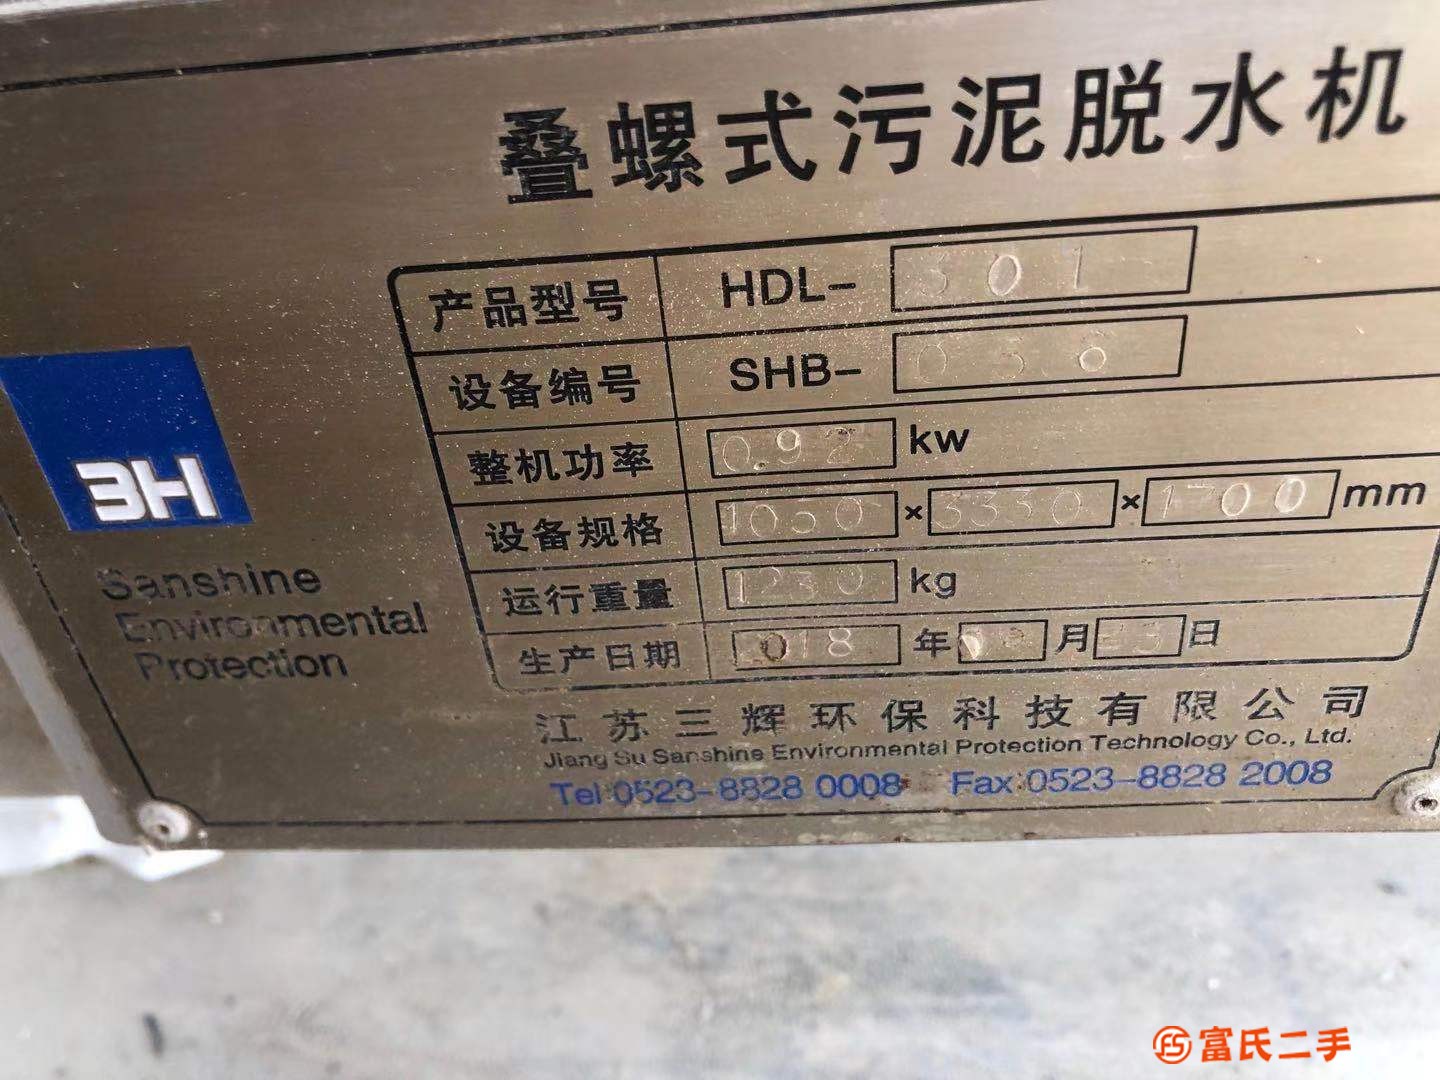 叠螺式污泥脱水机
产品型号 HDL- 301
设备编号 SHB- 036
整机功率 0.92 kw
设备规格 1050 × 3330 × 1700 mm
运行重量 1230 kg
生产日期 2018 年 月 日
3H
Sanshine
Environmental
Protection
江苏三辉环保科技有限公司
Jiang Su Sanshine Environmental Protection Technology Co., Ltd.
Tel:0523-8828 0008 Fax:0523-8828 2008
富氏二手